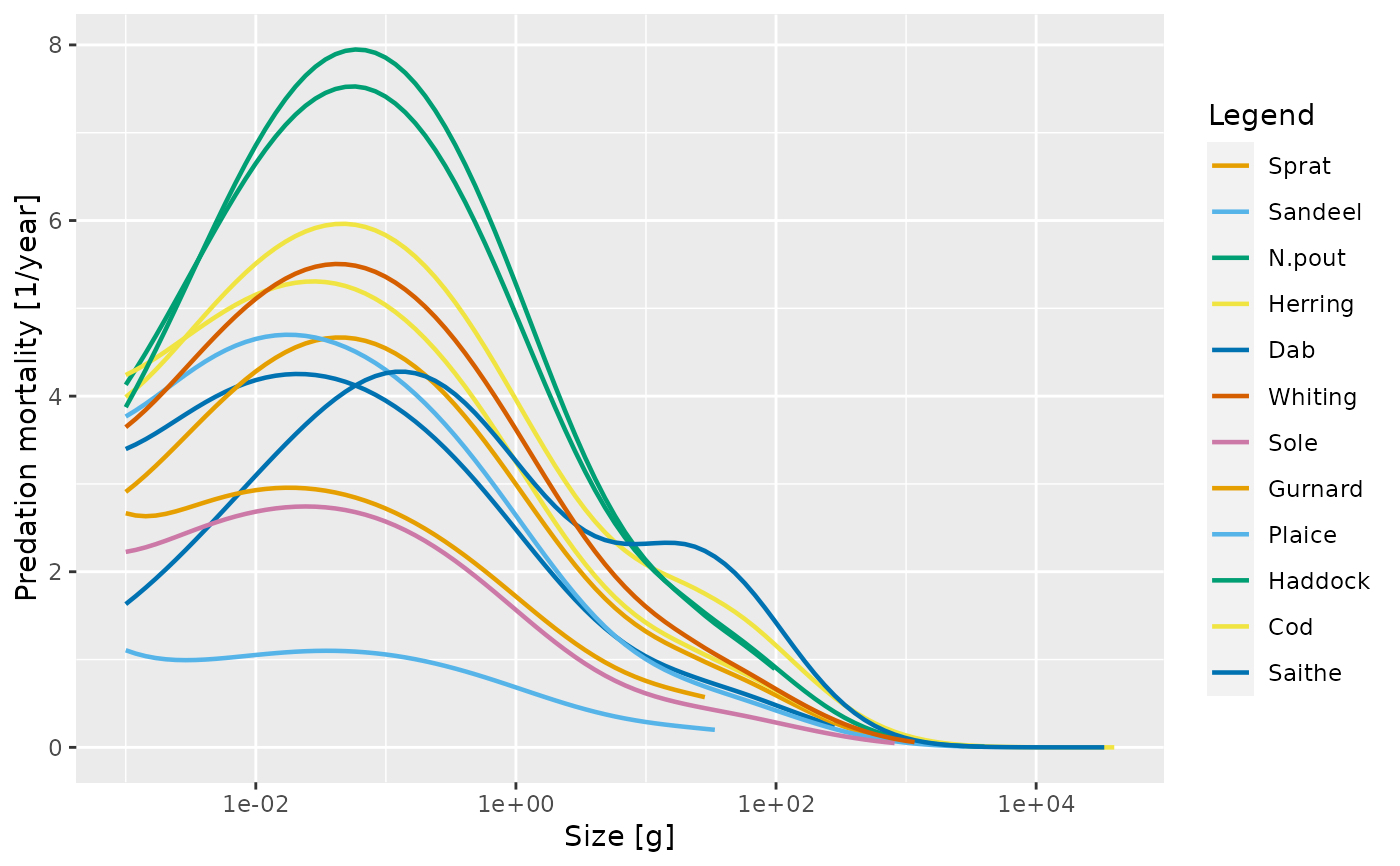 8
6
4
2
0
Predation mortality [1/year]
1e-02
1e+00
1e+02
1e+04
Size [g]
Legend
Sprat
Sandeel
N.pout
Herring
Dab
Whiting
Sole
Gurnard
Plaice
Haddock
Cod
Saithe